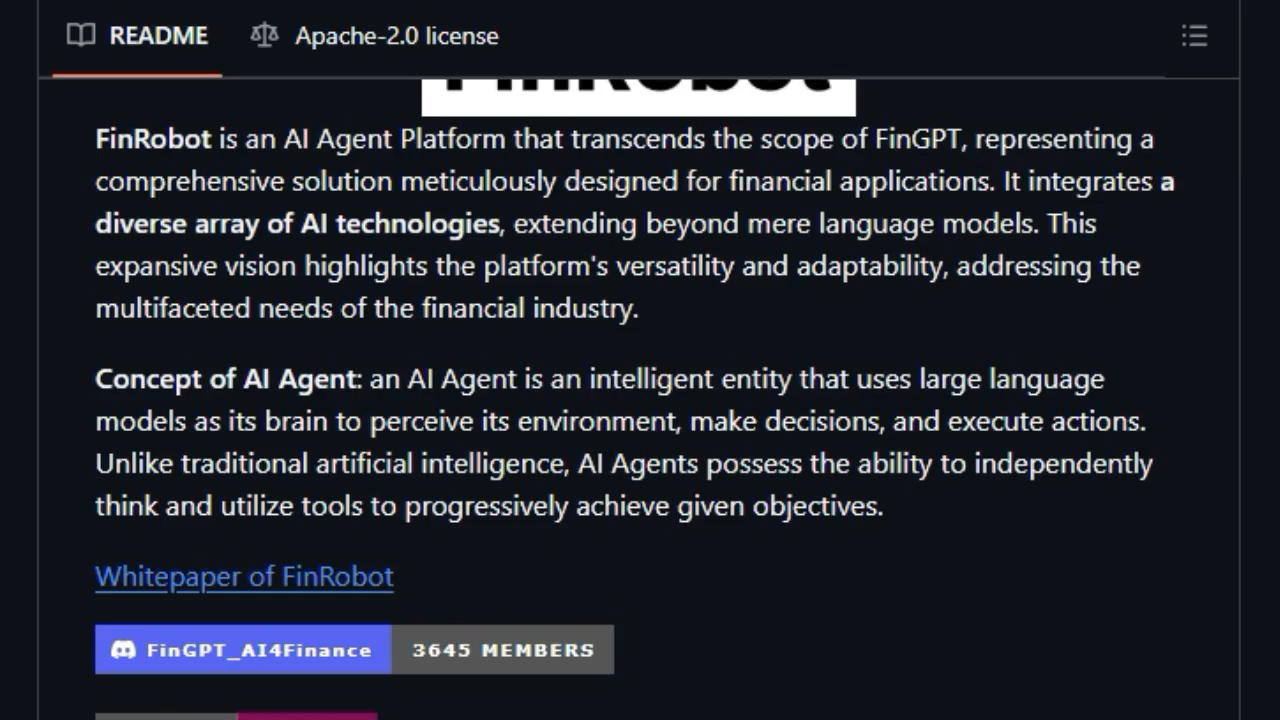 README
Apache-2.0 license
FinRobot
FinRobot is an AI Agent Platform that transcends the scope of FinGPT, representing a
comprehensive solution meticulously designed for financial applications. It integrates a
diverse array of AI technologies, extending beyond mere language models. This
expansive vision highlights the platform's versatility and adaptability, addressing the
multifaceted needs of the financial industry.
Concept of AI Agent: an AI Agent is an intelligent entity that uses large language
models as its brain to perceive its environment, make decisions, and execute actions.
Unlike traditional artificial intelligence, AI Agents possess the ability to independently
think and utilize tools to progressively achieve given objectives.
Whitepaper of FinRobot
FinGPT_AI4Finance 3645 MEMBERS